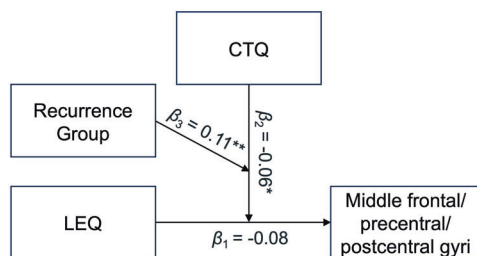 CTQ
Recurrence
Group
β3 = 0.11**
β2 = -0.06*
LEQ
β1 = -0.08
Middle frontal/
precentral/
postcentral gyri